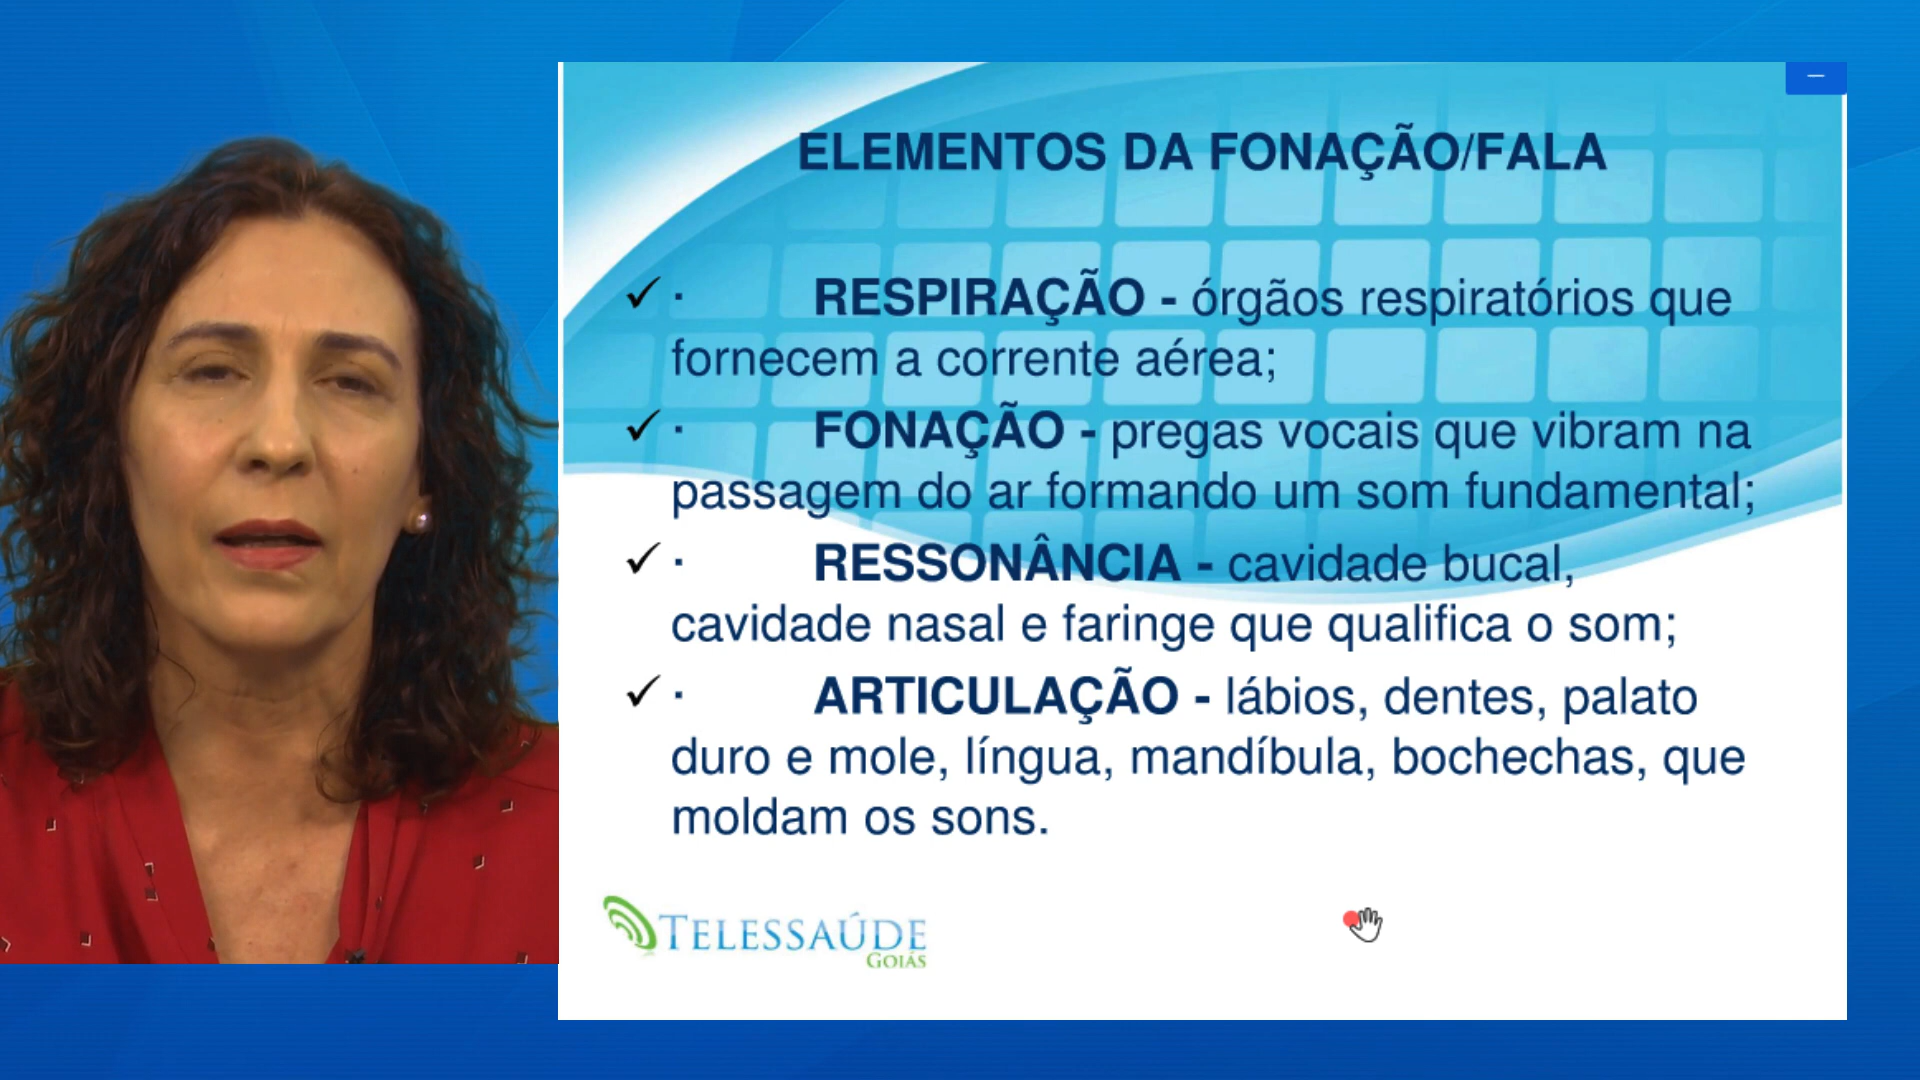 ELEMENTOS DA FONAÇÃO/FALA
✓ · RESPIRAÇÃO - órgãos respiratórios que
fornecem a corrente aérea;
✓ · FONAÇÃO - pregas vocais que vibram na
passagem do ar formando um som fundamental;
✓ · RESSONÂNCIA - cavidade bucal,
cavidade nasal e faringe que qualifica o som;
✓ · ARTICULAÇÃO - lábios, dentes, palato
duro e mole, língua, mandíbula, bochechas, que
moldam os sons.
TELESSAÚDE
GOIÁS